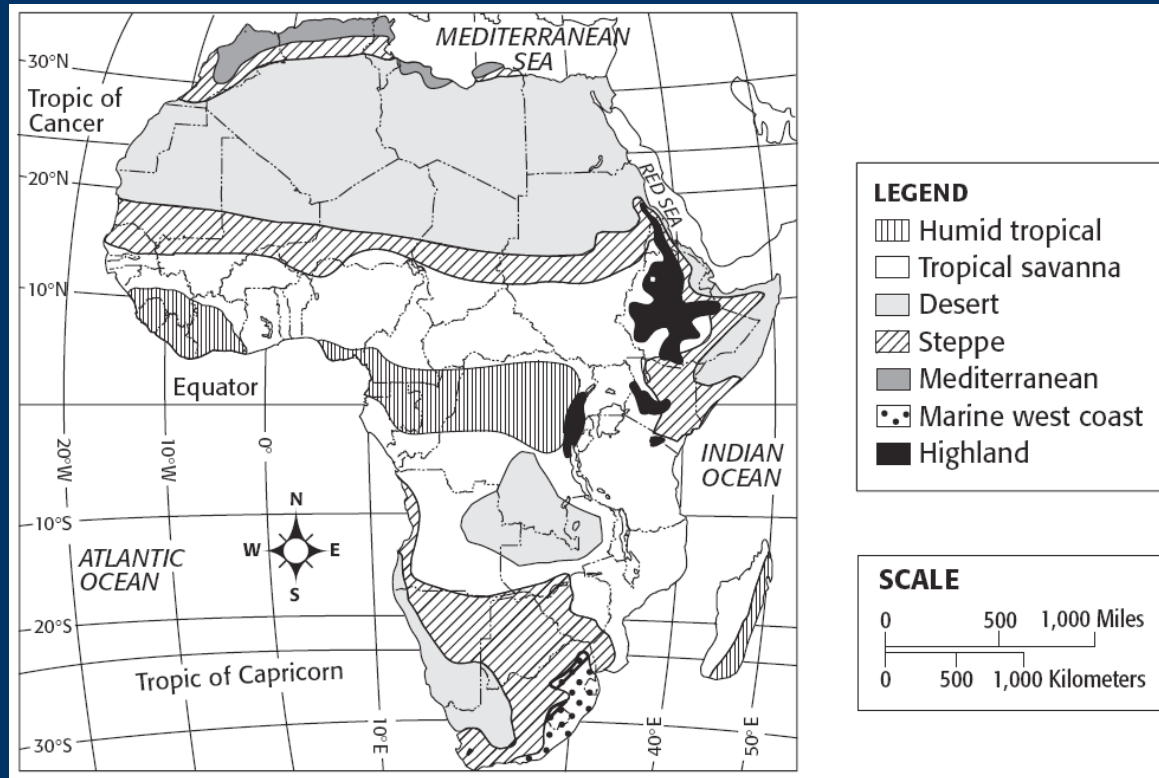 MEDITERRANEAN
SEA
30°N
Tropic of
Cancer
20°N
RED SEA
10°N
Equator
20°W
10°W
0°
INDIAN
OCEAN
10°S
N
W
E
S
ATLANTIC
OCEAN
20°S
Tropic of Capricorn
30°S
10°E
40°E
50°E
LEGEND
Humid tropical
Tropical savanna
Desert
Steppe
Mediterranean
Marine west coast
Highland
SCALE
0 500 1,000 Miles
0 500 1,000 Kilometers